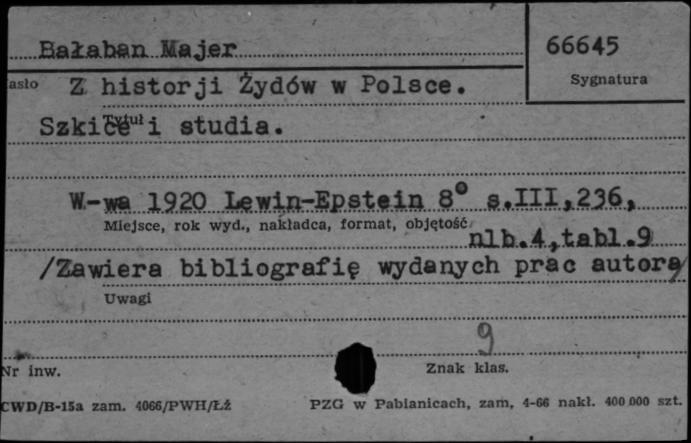 Bałaban Majer
66645
asło
Sygnatura
Z historji Żydów w Polsce.
Tytuł
Szkice i studia.
W-wa 1920 Lewin-Epstein 8° s.III,236,
Miejsce, rok wyd., nakładca, format, objętość
nlb.4,tabl.9
/Zawiera bibliografię wydanych prac autora/
Uwagi
9
Nr inw.
Znak klas.
CWD/B-15a zam. 4066/PWH/Łż
PZG w Pabianicach, zam, 4-66 nakł. 400 000 szt.